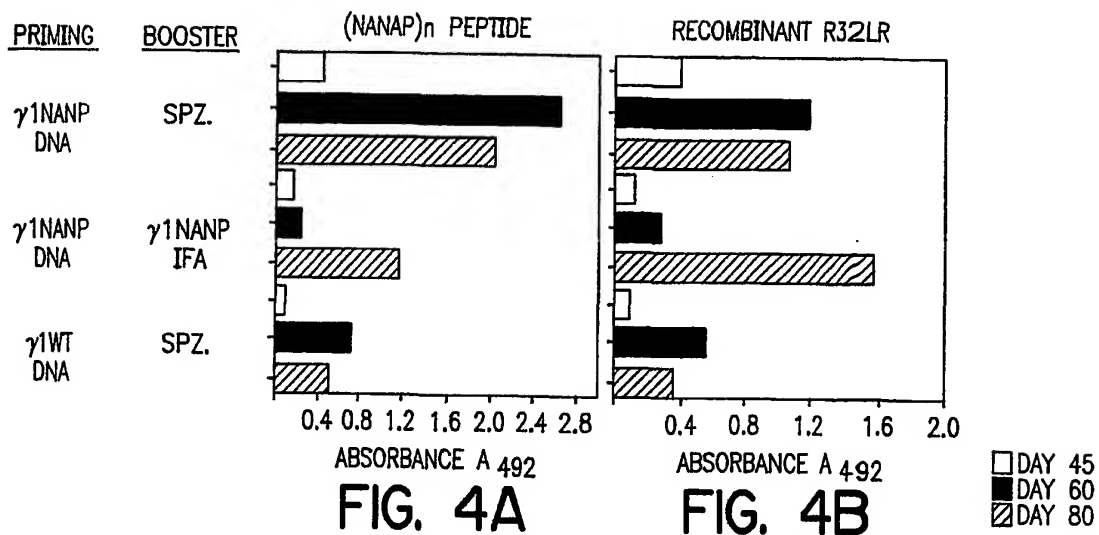 PRIMING BOOSTER (NANAP)n PEPTIDE RECOMBINANT R32LR
γ1NANP DNA SPZ.
γ1NANP DNA γ1NANP IFA
γ1WT DNA SPZ.
0.4 0.8 1.2 1.6 2.0 2.4 2.8 0.4 0.8 1.2 1.6 2.0
ABSORBANCE A 492 ABSORBANCE A 492
FIG. 4A FIG. 4B
DAY 45
DAY 60
DAY 80